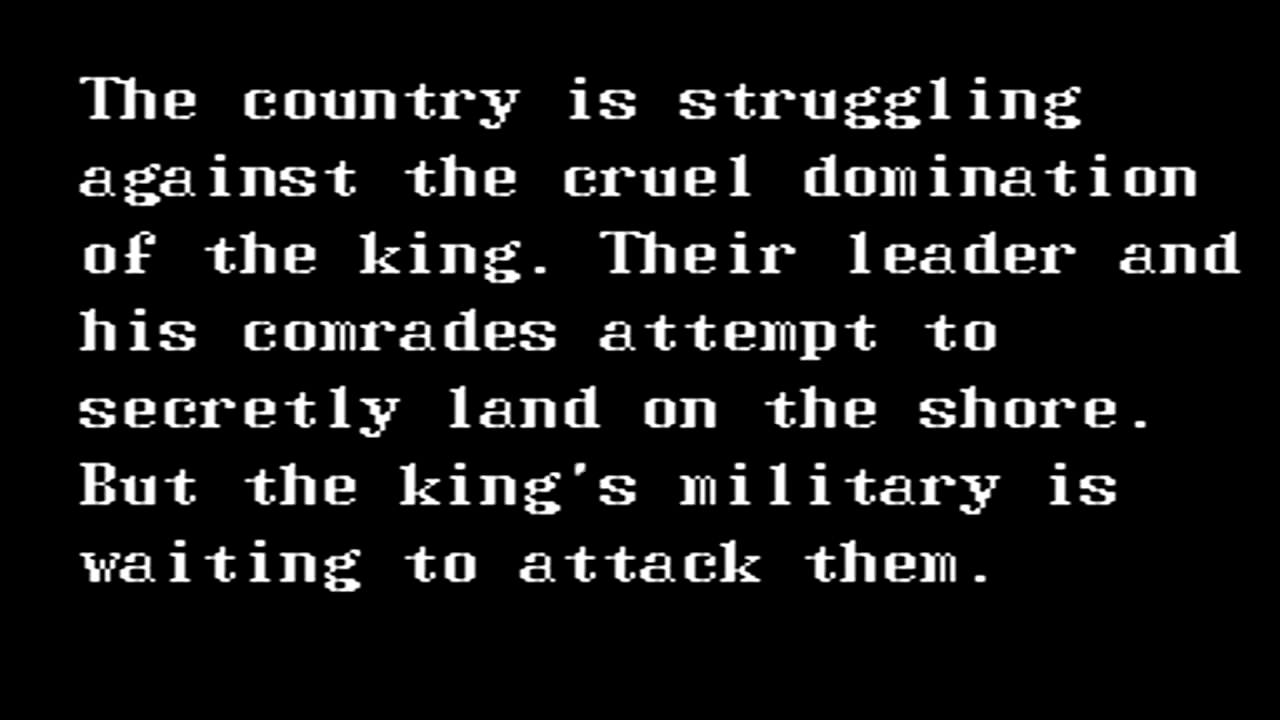 The country is struggling
against the cruel domination
of the king. Their leader and
his comrades attempt to
secretly land on the shore.
But the king's military is
waiting to attack them.